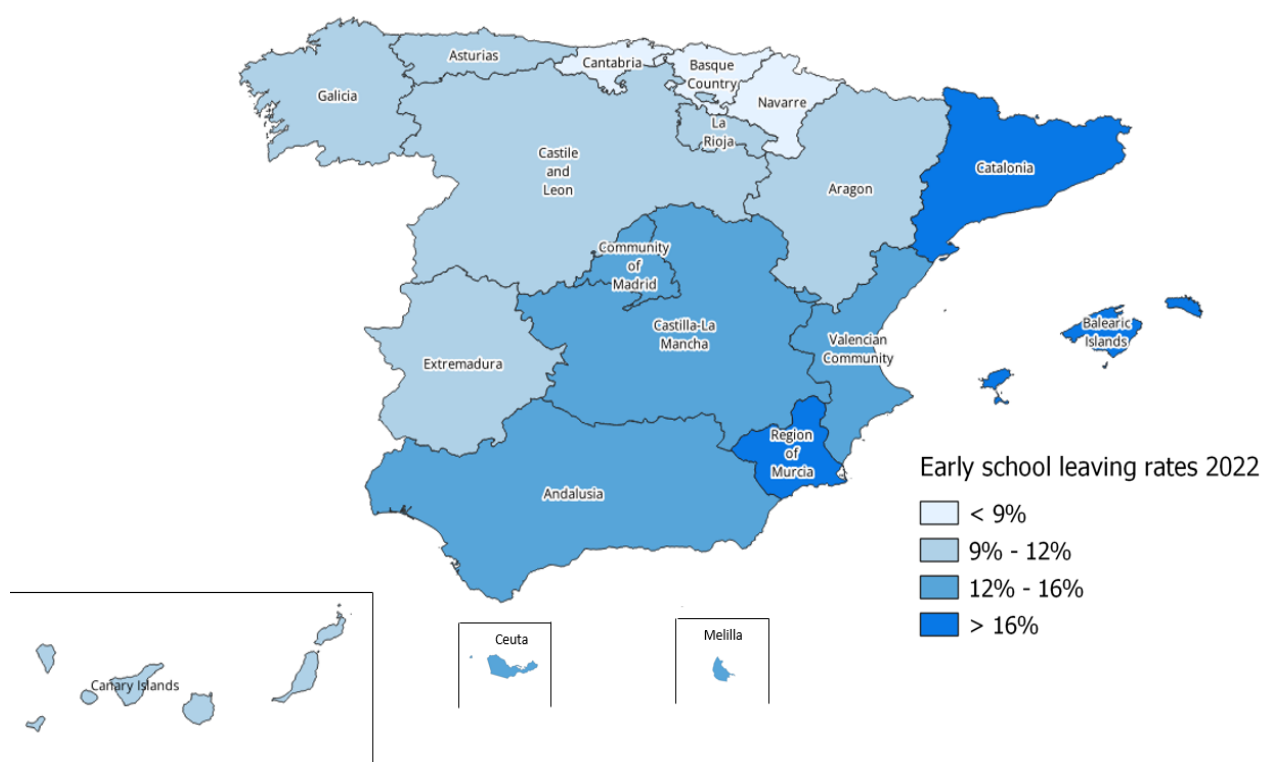 Asturias
Cantabria
Basque
Country
Galicia
Navarre
La
Rioja
Castile
and
Leon
Catalonia
Aragon
Community
of
Madrid
Castilla-La
Mancha
Balearic
Islands
Valencian
Community
Extremadura
Region
of
Murcia
Andalusia
Early school leaving rates 2022
< 9%
9% - 12%
12% - 16%
> 16%
Ceuta
Melilla
Canary Islands